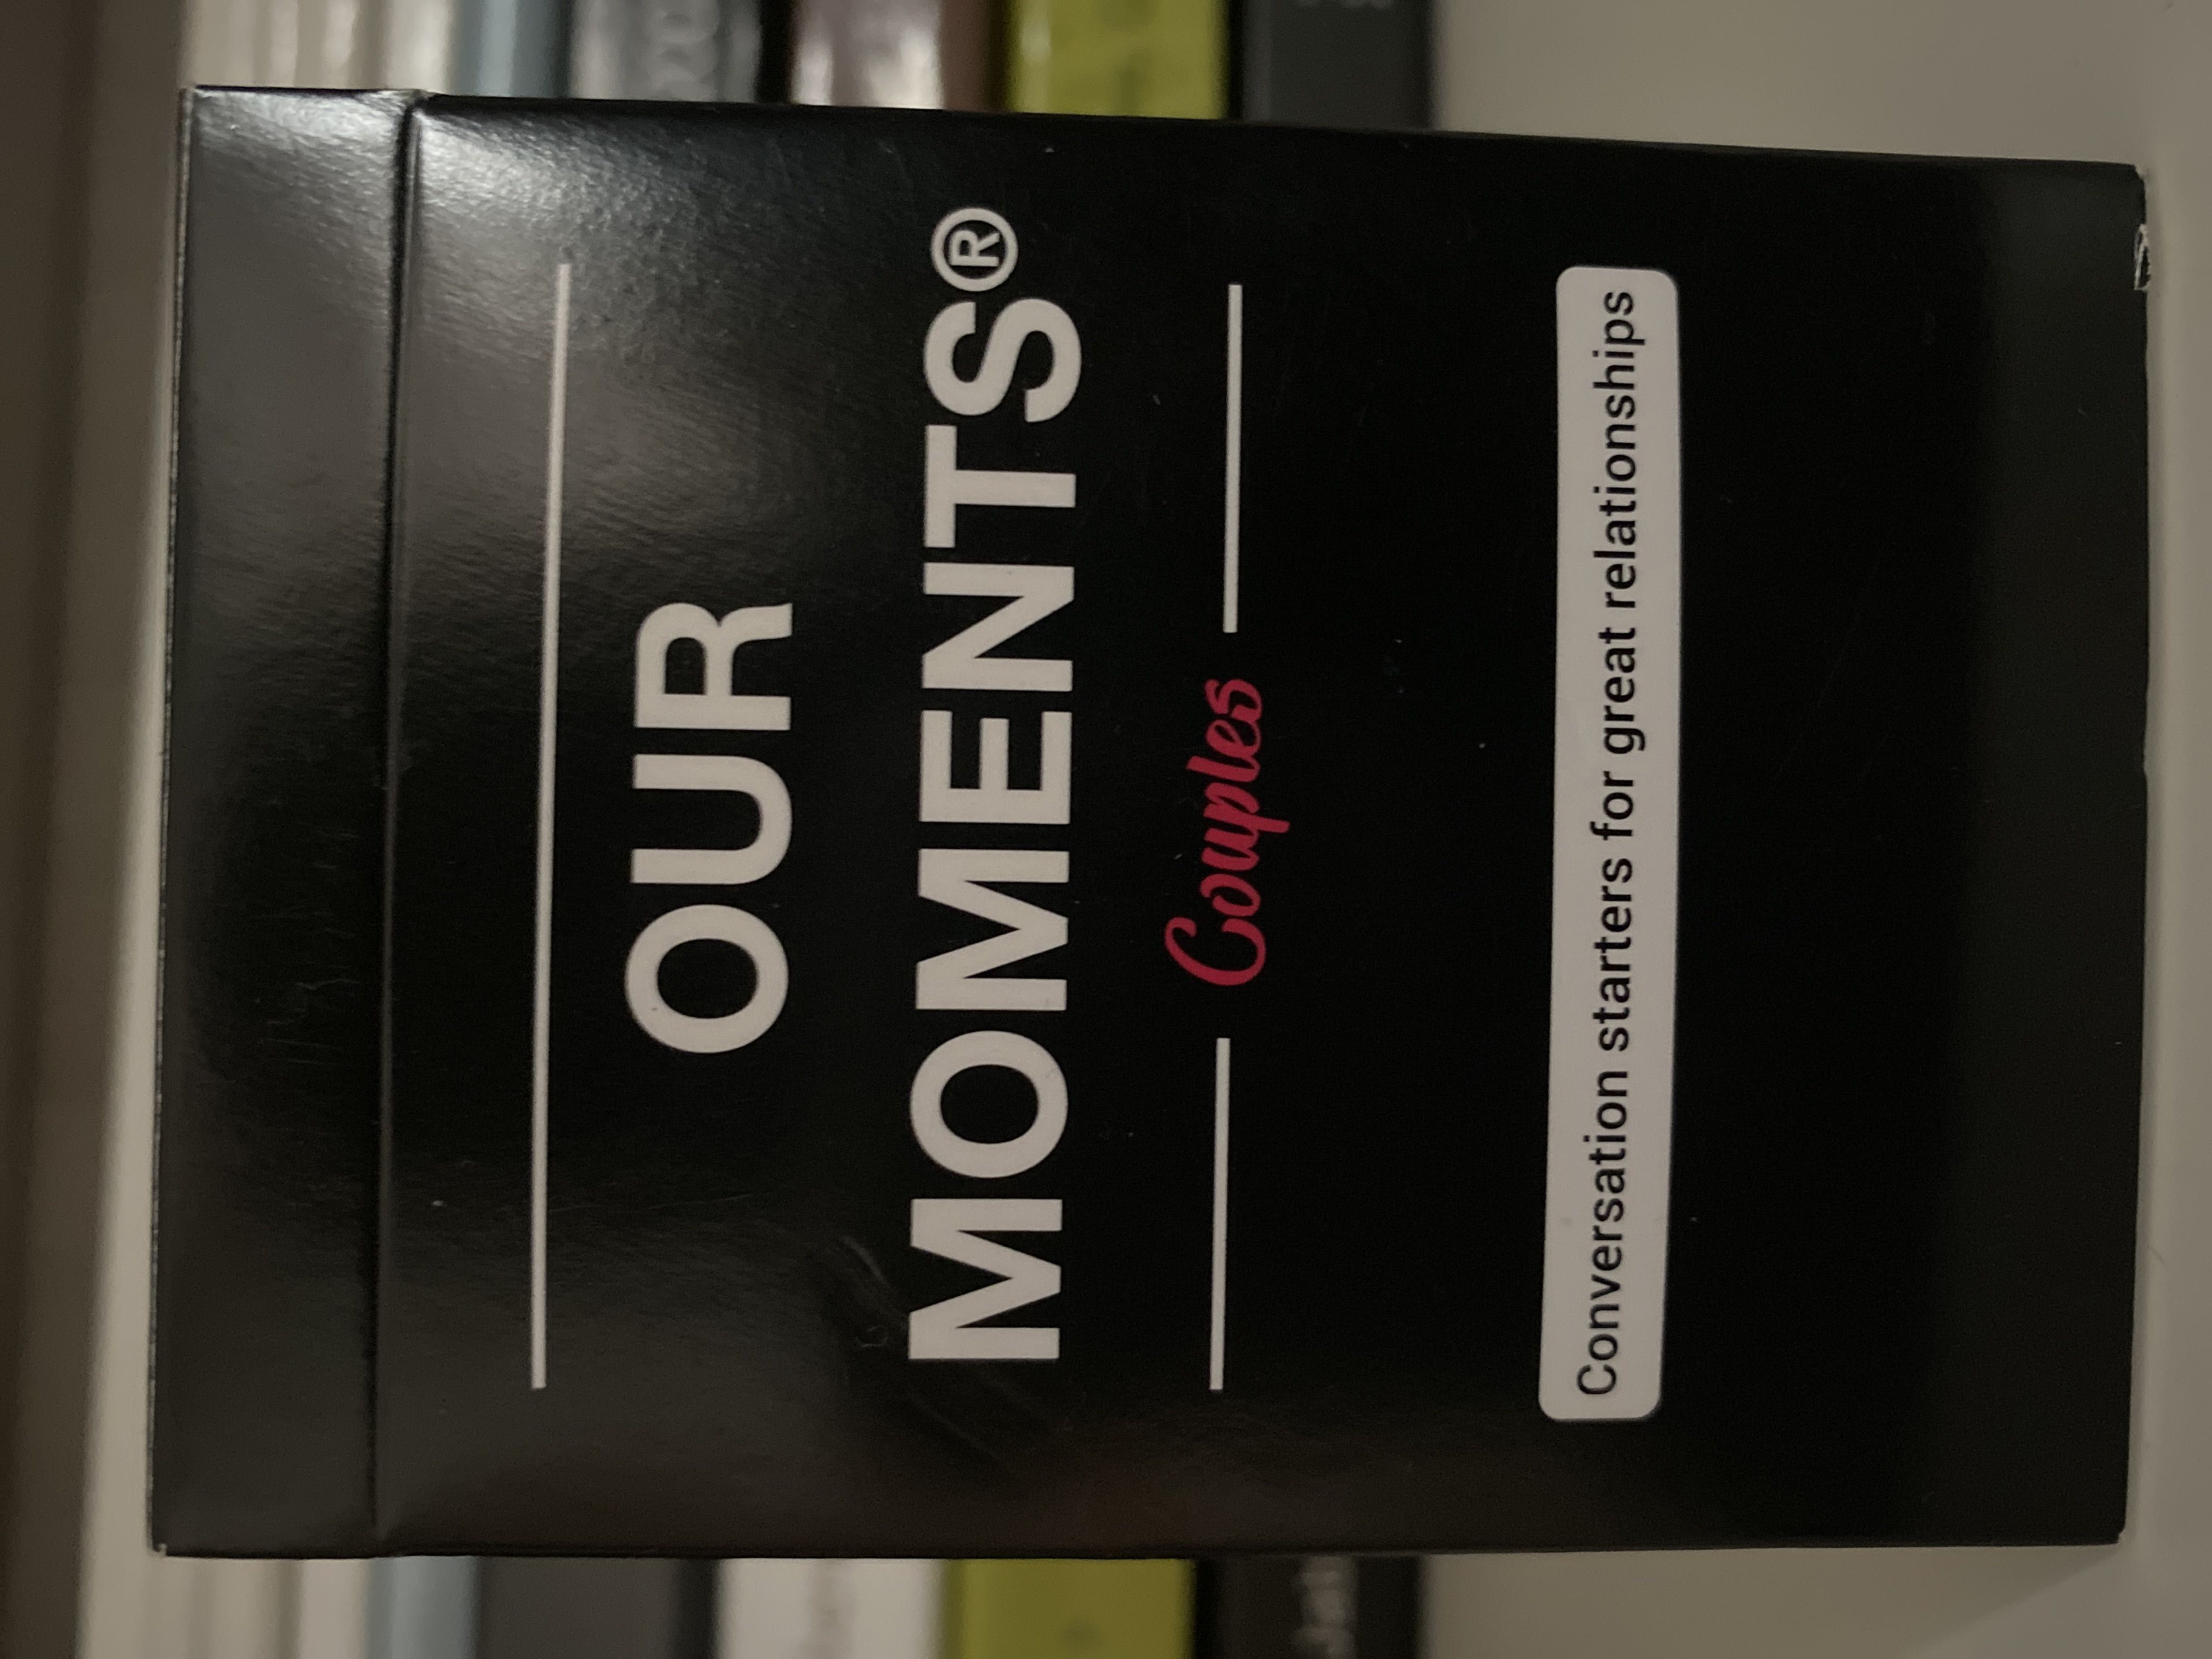 OUR
MOMENTS®
Couples
Conversation starters for great relationships